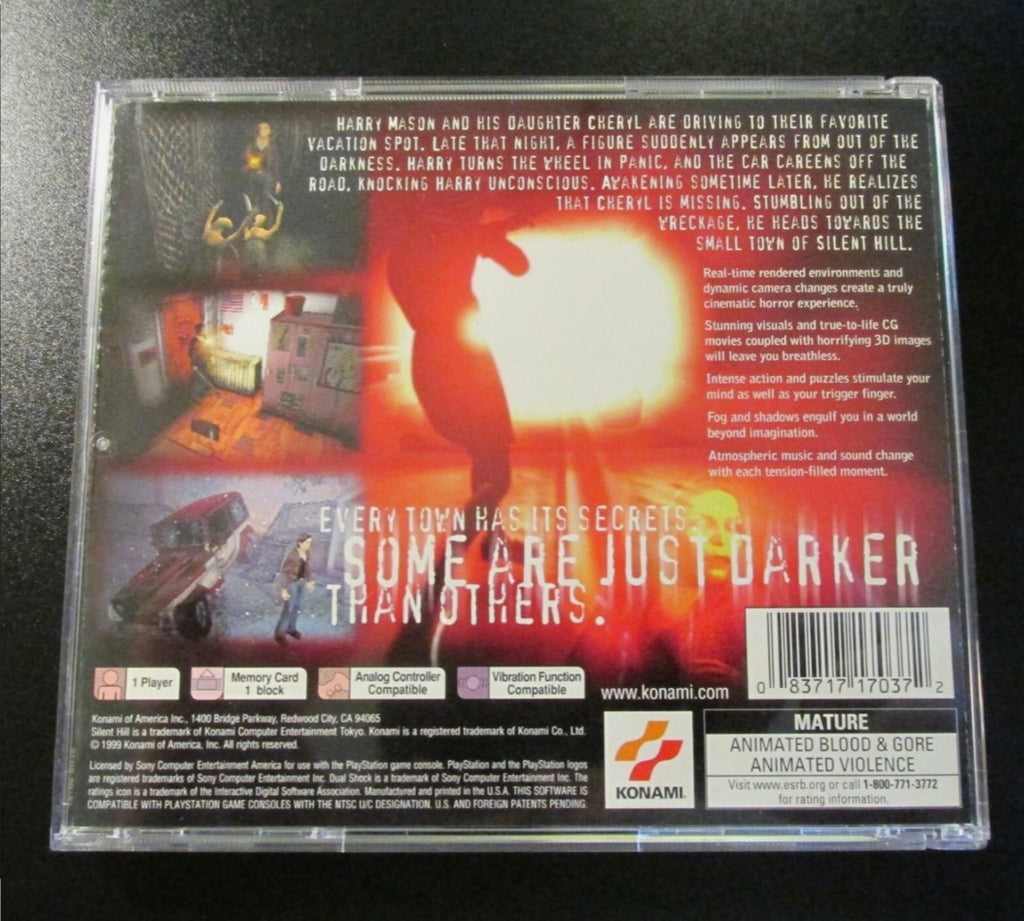 HARRY MASON AND HIS DAUGHTER CHERYL ARE DRIVING TO THEIR FAVORITE
VACATION SPOT. LATE THAT NIGHT, A FIGURE SUDDENLY APPEARS FROM OUT OF THE
DARKNESS. HARRY TURNS THE WHEEL IN PANIC, AND THE CAR CAREENS OFF THE
ROAD, KNOCKING HARRY UNCONSCIOUS. AWAKENING SOMETIME LATER, HE REALIZES
THAT CHERYL IS MISSING. STUMBLING OUT OF THE
WRECKAGE, HE HEADS TOWARDS THE
SMALL TOWN OF SILENT HILL.
Real-time rendered environments and
dynamic camera changes create a truly
cinematic horror experience.
Stunning visuals and true-to-life CG
movies coupled with horrifying 3D images
will leave you breathless.
Intense action and puzzles stimulate your
mind as well as your trigger finger.
Fog and shadows engulf you in a world
beyond imagination.
Atmospheric music and sound change
with each tension-filled moment.
EVERY TOWN HAS ITS SECRETS.
SOME ARE JUST DARKER
THAN OTHERS.
1 Player
Memory Card
1 block
Analog Controller
Compatible
Vibration Function
Compatible
www.konami.com
0 83717 17037 2
Konami of America Inc., 1400 Bridge Parkway, Redwood City, CA 94065
Silent Hill is a trademark of Konami Computer Entertainment Tokyo. Konami is a registered trademark of Konami Co., Ltd.
© 1999 Konami of America, Inc. All rights reserved.
Licensed by Sony Computer Entertainment America for use with the PlayStation game console. PlayStation and the PlayStation logos
are registered trademarks of Sony Computer Entertainment Inc. Dual Shock is a trademark of Sony Computer Entertainment Inc. The
ratings icon is a trademark of the Interactive Digital Software Association. Manufactured and printed in the U.S.A. THIS SOFTWARE IS
COMPATIBLE WITH PLAYSTATION GAME CONSOLES WITH THE NTSC U/C DESIGNATION. U.S. AND FOREIGN PATENTS PENDING.
KONAMI
MATURE
ANIMATED BLOOD & GORE
ANIMATED VIOLENCE
Visit www.esrb.org or call 1-800-771-3772
for rating information.